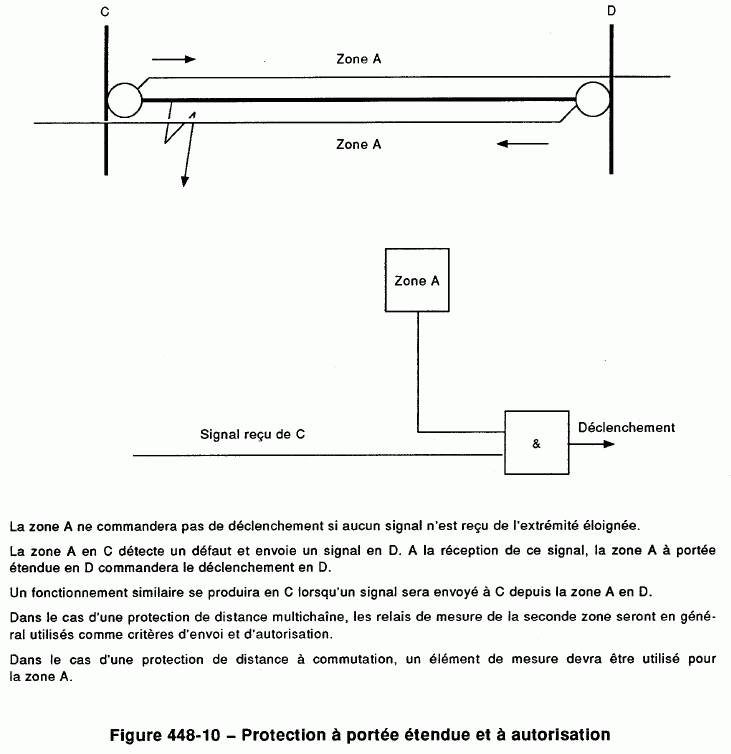 C
D
Zone A
Zone A
Zone A
Signal reçu de C
&
Déclenchement
La zone A ne commandera pas de déclenchement si aucun signal n'est reçu de l'extrémité éloignée.
La zone A en C détecte un défaut et envoie un signal en D. A la réception de ce signal, la zone A à portée
étendue en D commandera le déclenchement en D.
Un fonctionnement similaire se produira en C lorsqu'un signal sera envoyé à C depuis la zone A en D.
Dans le cas d'une protection de distance multichaîne, les relais de mesure de la seconde zone seront en géné-
ral utilisés comme critères d'envoi et d'autorisation.
Dans le cas d'une protection de distance à commutation, un élément de mesure devra être utilisé pour
la zone A.
Figure 448-10 – Protection à portée étendue et à autorisation